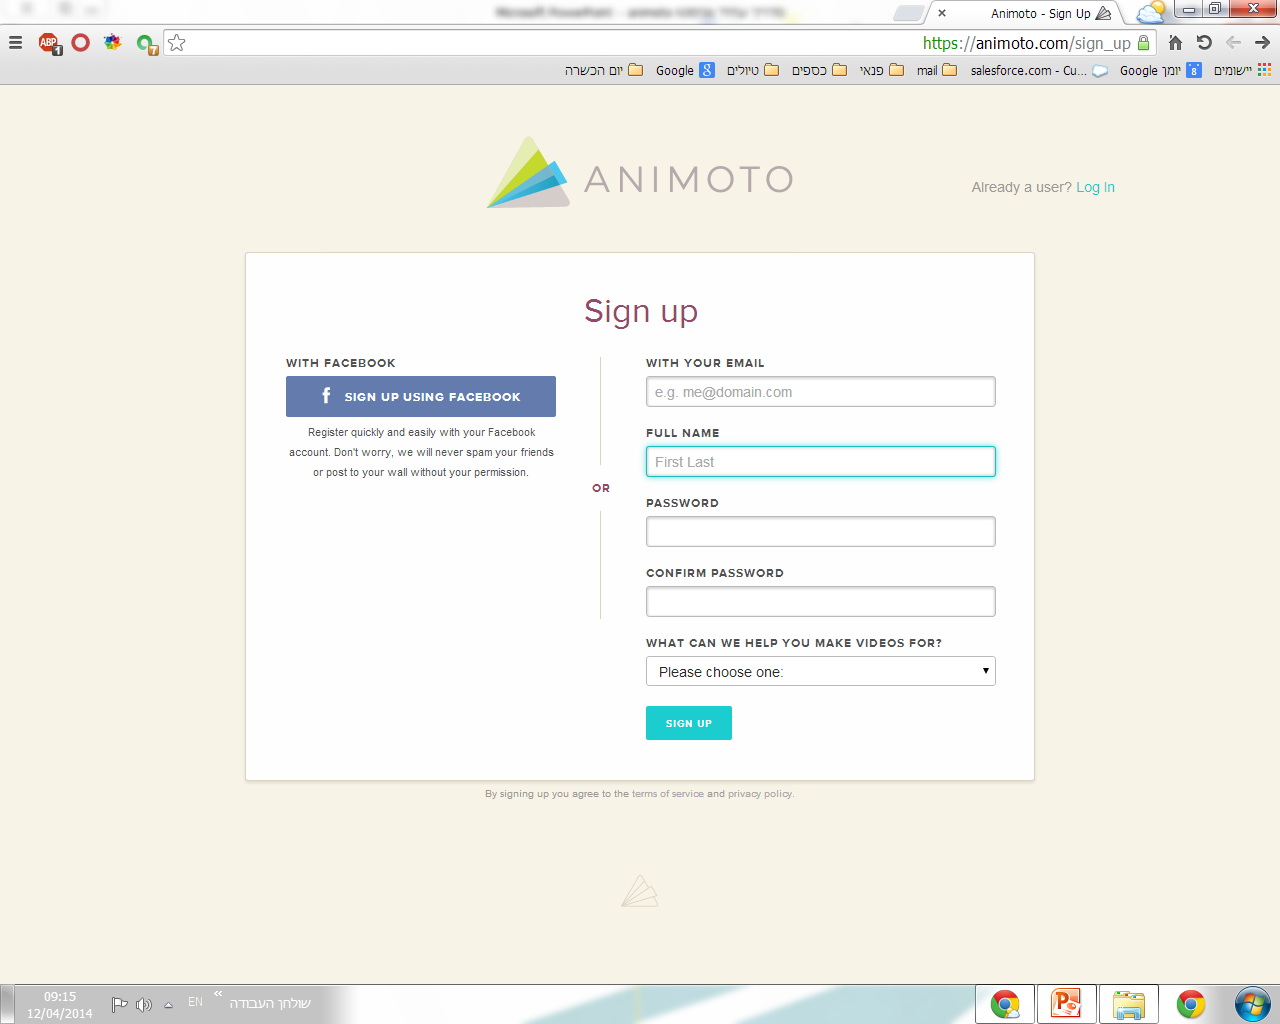 Microsoft PowerPoint - animoto
Animoto - Sign Up
https://animoto.com/sign_up
יישומים
יומן Google
salesforce.com - Cu...
mail
פנאי
כספים
טיולים
Google
יום הכשרה
ANIMOTO
Already a user? Log In
Sign up
WITH FACEBOOK
SIGN UP USING FACEBOOK
Register quickly and easily with your Facebook
account. Don't worry, we will never spam your friends
or post to your wall without your permission.
OR
WITH YOUR EMAIL
e.g. me@domain.com
FULL NAME
First Last
PASSWORD
CONFIRM PASSWORD
WHAT CAN WE HELP YOU MAKE VIDEOS FOR?
Please choose one:
SIGN UP
By signing up you agree to the terms of service and privacy policy.
09:15
12/04/2014
EN
שולחן העבודה